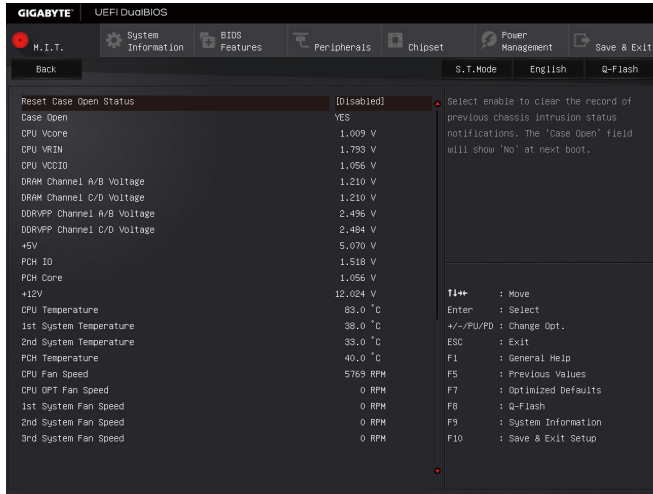 GIGABYTE™ UEFI DualBIOS
M.I.T.
System Information
BIOS Features
Peripherals
Chipset
Power Management
Save & Exit
Back
S.T.Mode English Q-Flash
Reset Case Open Status [Disabled]
Case Open YES
CPU Vcore 1.009 V
CPU VRIN 1.793 V
CPU VCCIO 1.056 V
DRAM Channel A/B Voltage 1.210 V
DRAM Channel C/D Voltage 1.210 V
DDRVPP Channel A/B Voltage 2.496 V
DDRVPP Channel C/D Voltage 2.484 V
+5V 5.070 V
PCH IO 1.518 V
PCH Core 1.056 V
+12V 12.024 V
CPU Temperature 83.0 °C
1st System Temperature 38.0 °C
2nd System Temperature 33.0 °C
PCH Temperature 40.0 °C
CPU Fan Speed 5769 RPM
CPU OPT Fan Speed 0 RPM
1st System Fan Speed 0 RPM
2nd System Fan Speed 0 RPM
3rd System Fan Speed 0 RPM
Select enable to clear the record of
previous chassis intrusion status
notifications. The 'Case Open' field
will show 'No' at next boot.
↑↓→← : Move
Enter : Select
+/-/PU/PD : Change Opt.
ESC : Exit
F1 : General Help
F5 : Previous Values
F7 : Optimized Defaults
F8 : Q-Flash
F9 : System Information
F10 : Save & Exit Setup